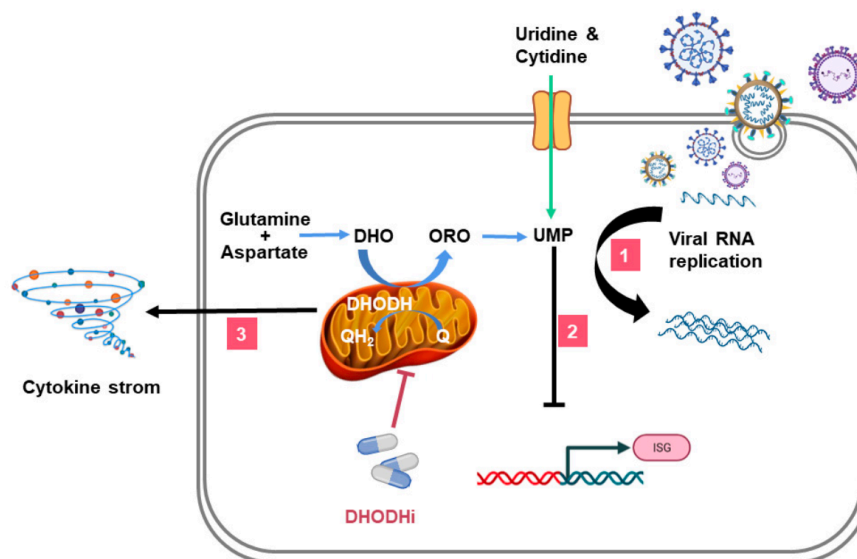 Uridine &
Cytidine
Glutamine
+
Aspartate
DHO
ORO
UMP
1
Viral RNA
replication
DHODH
QH2
Q
2
3
Cytokine strom
ISG
DHODHi